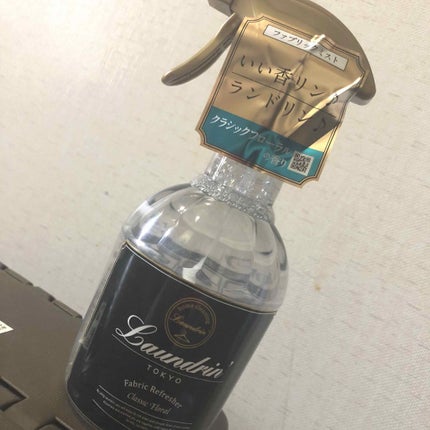 ファブリックミスト
いい香リン♪
ランドリン♪
クラシックフローラル
の香り
Laundrin'
Laundrin'
TOKYO
Fabric Refresher
Classic Floral